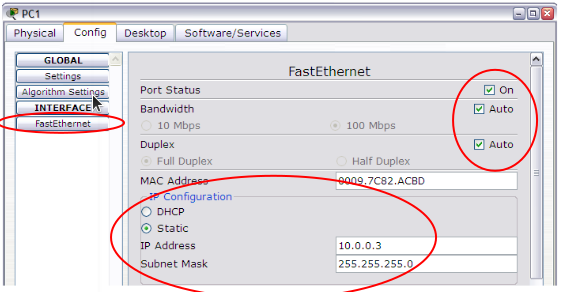 PC1
Physical Config Desktop Software/Services
GLOBAL
Settings
Algorithm Settings
INTERFACE
FastEthernet
FastEthernet
Port Status On
Bandwidth Auto
10 Mbps 100 Mbps
Duplex Auto
Full Duplex Half Duplex
MAC Address 0009.7C82.ACBD
IP Configuration
DHCP
Static
IP Address 10.0.0.3
Subnet Mask 255.255.255.0